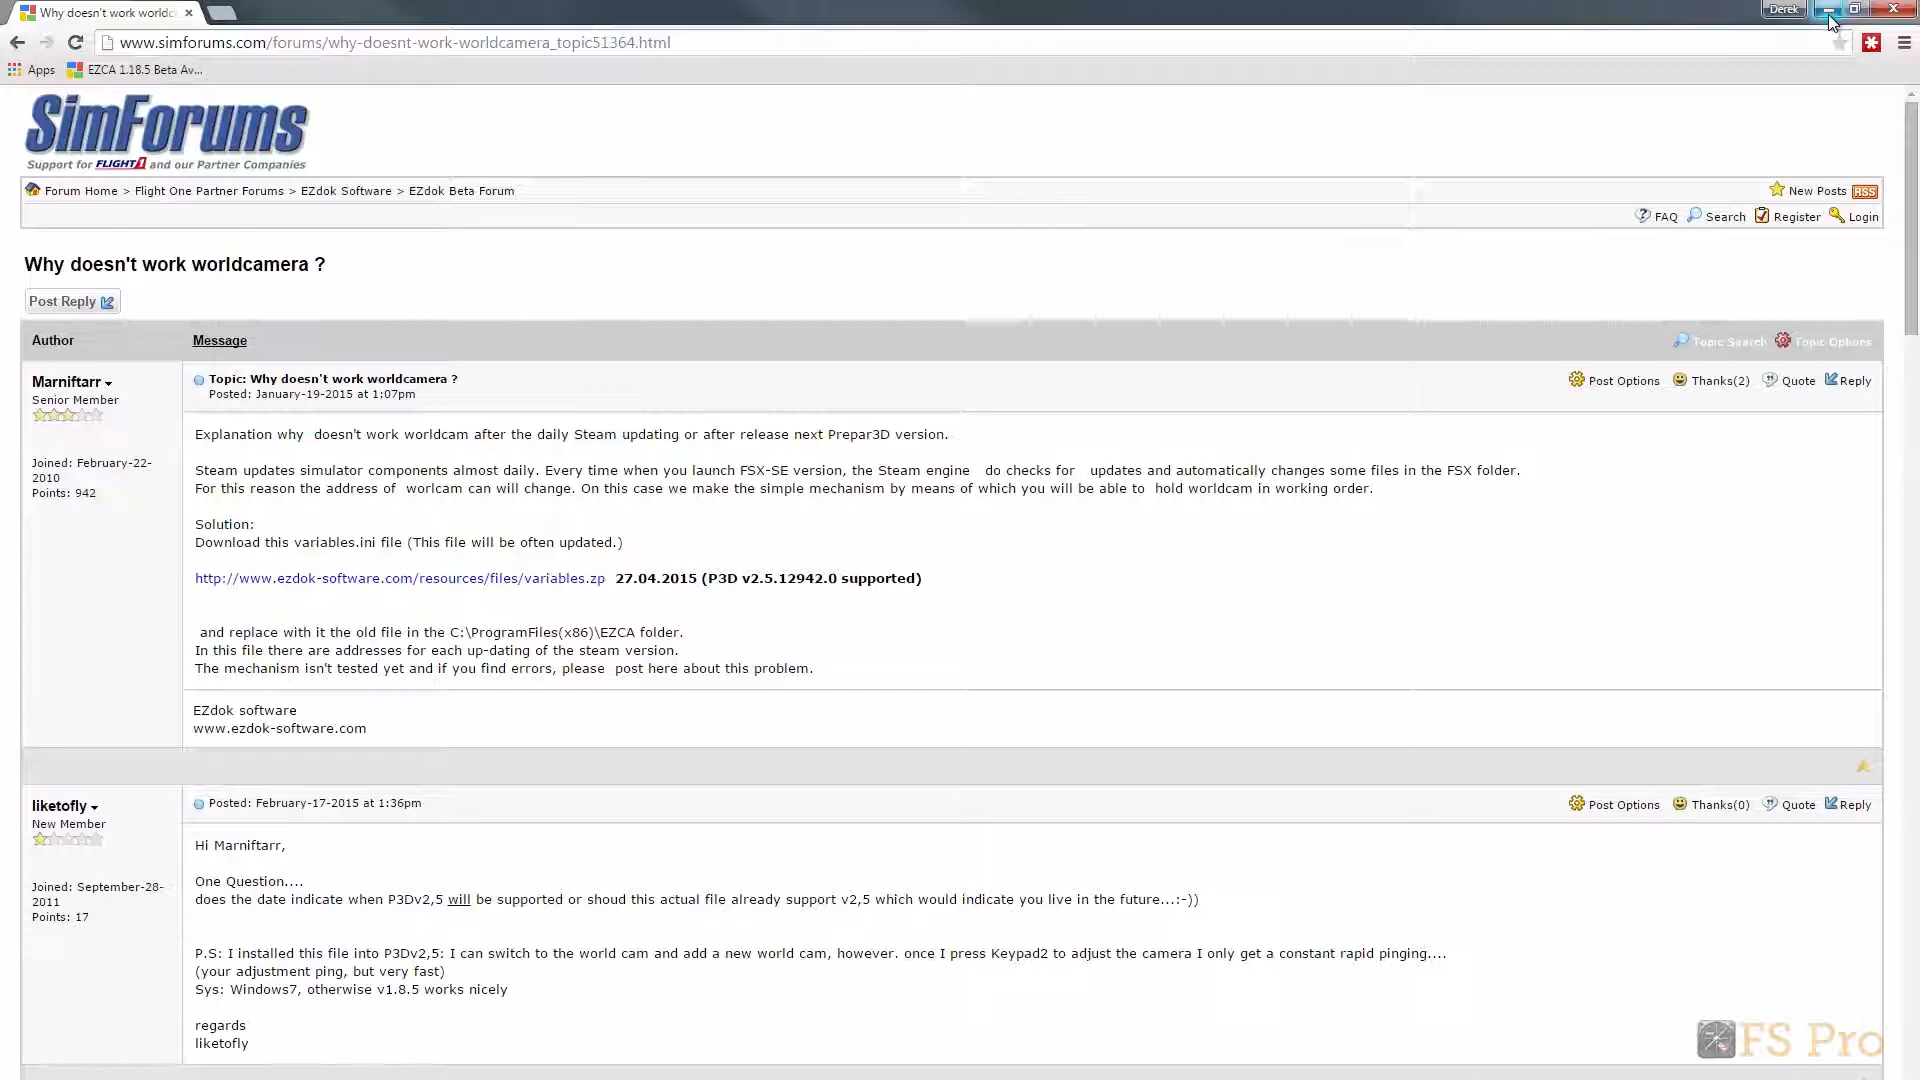 Why doesn't work worldc
Derek
www.simforums.com/forums/why-doesnt-work-worldcamera_topic51364.html
Apps EZCA 1.18.5 Beta Av...
SimForums
Support for FLIGHT1 and our Partner Companies
Forum Home > Flight One Partner Forums > EZdok Software > EZdok Beta Forum
New Posts RSS
FAQ Search Register Login
Why doesn't work worldcamera ?
Post Reply
Author Message Topic Search Topic Options
Marniftarr
Senior Member
Joined: February-22-
2010
Points: 942
Topic: Why doesn't work worldcamera ?
Posted: January-19-2015 at 1:07pm
Post Options Thanks(2) Quote Reply
Explanation why  doesn't work worldcam after the daily Steam updating or after release next Prepar3D version.
Steam updates simulator components almost daily. Every time when you launch FSX-SE version, the Steam engine   do checks for   updates and automatically changes some files in the FSX folder.
For this reason the address of  worlcam can will change. On this case we make the simple mechanism by means of which you will be able to  hold worldcam in working order.
Solution:
Download this variables.ini file (This file will be often updated.)
http://www.ezdok-software.com/resources/files/variables.zp  27.04.2015 (P3D v2.5.12942.0 supported)
and replace with it the old file in the C:\ProgramFiles(x86)\EZCA folder.
In this file there are addresses for each up-dating of the steam version.
The mechanism isn't tested yet and if you find errors, please  post here about this problem.
EZdok software
www.ezdok-software.com
liketofly
New Member
Joined: September-28-
2011
Points: 17
Posted: February-17-2015 at 1:36pm
Post Options Thanks(0) Quote Reply
Hi Marniftarr,
One Question....
does the date indicate when P3Dv2,5 will be supported or shoud this actual file already support v2,5 which would indicate you live in the future...:-))
P.S: I installed this file into P3Dv2,5: I can switch to the world cam and add a new world cam, however. once I press Keypad2 to adjust the camera I only get a constant rapid pinging....
(your adjustment ping, but very fast)
Sys: Windows7, otherwise v1.8.5 works nicely
regards
liketofly
FS Pro